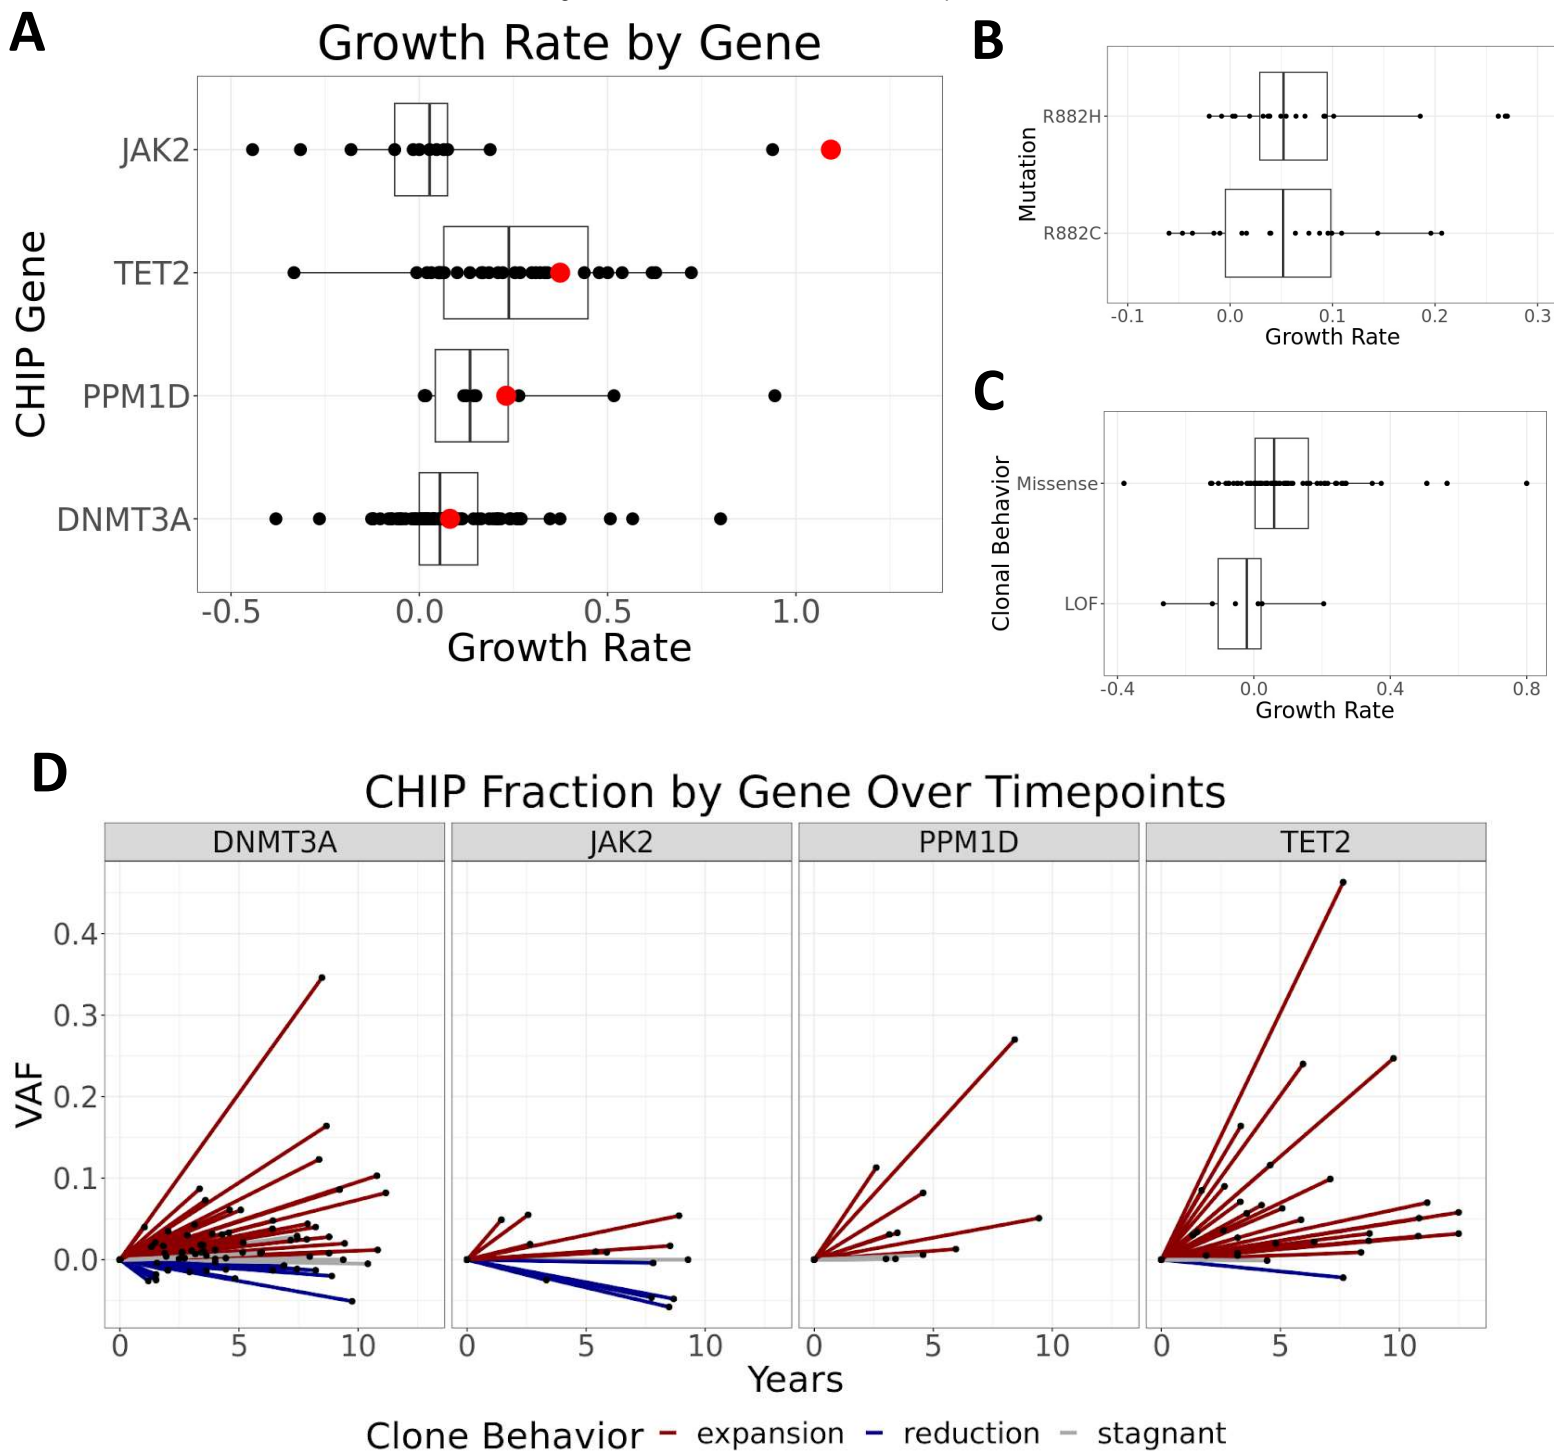 A
Growth Rate by Gene
CHIP Gene
JAK2
TET2
PPM1D
DNMT3A
-0.5 0.0 0.5 1.0
Growth Rate
B
Mutation
R882H
R882C
-0.1 0.0 0.1 0.2 0.3
Growth Rate
C
Clonal Behavior
Missense
LOF
-0.4 0.0 0.4 0.8
Growth Rate
D
CHIP Fraction by Gene Over Timepoints
DNMT3A JAK2 PPM1D TET2
VAF
0.4
0.3
0.2
0.1
0.0
0 5 10 0 5 10 0 5 10 0 5 10
Years
Clone Behavior expansion reduction stagnant